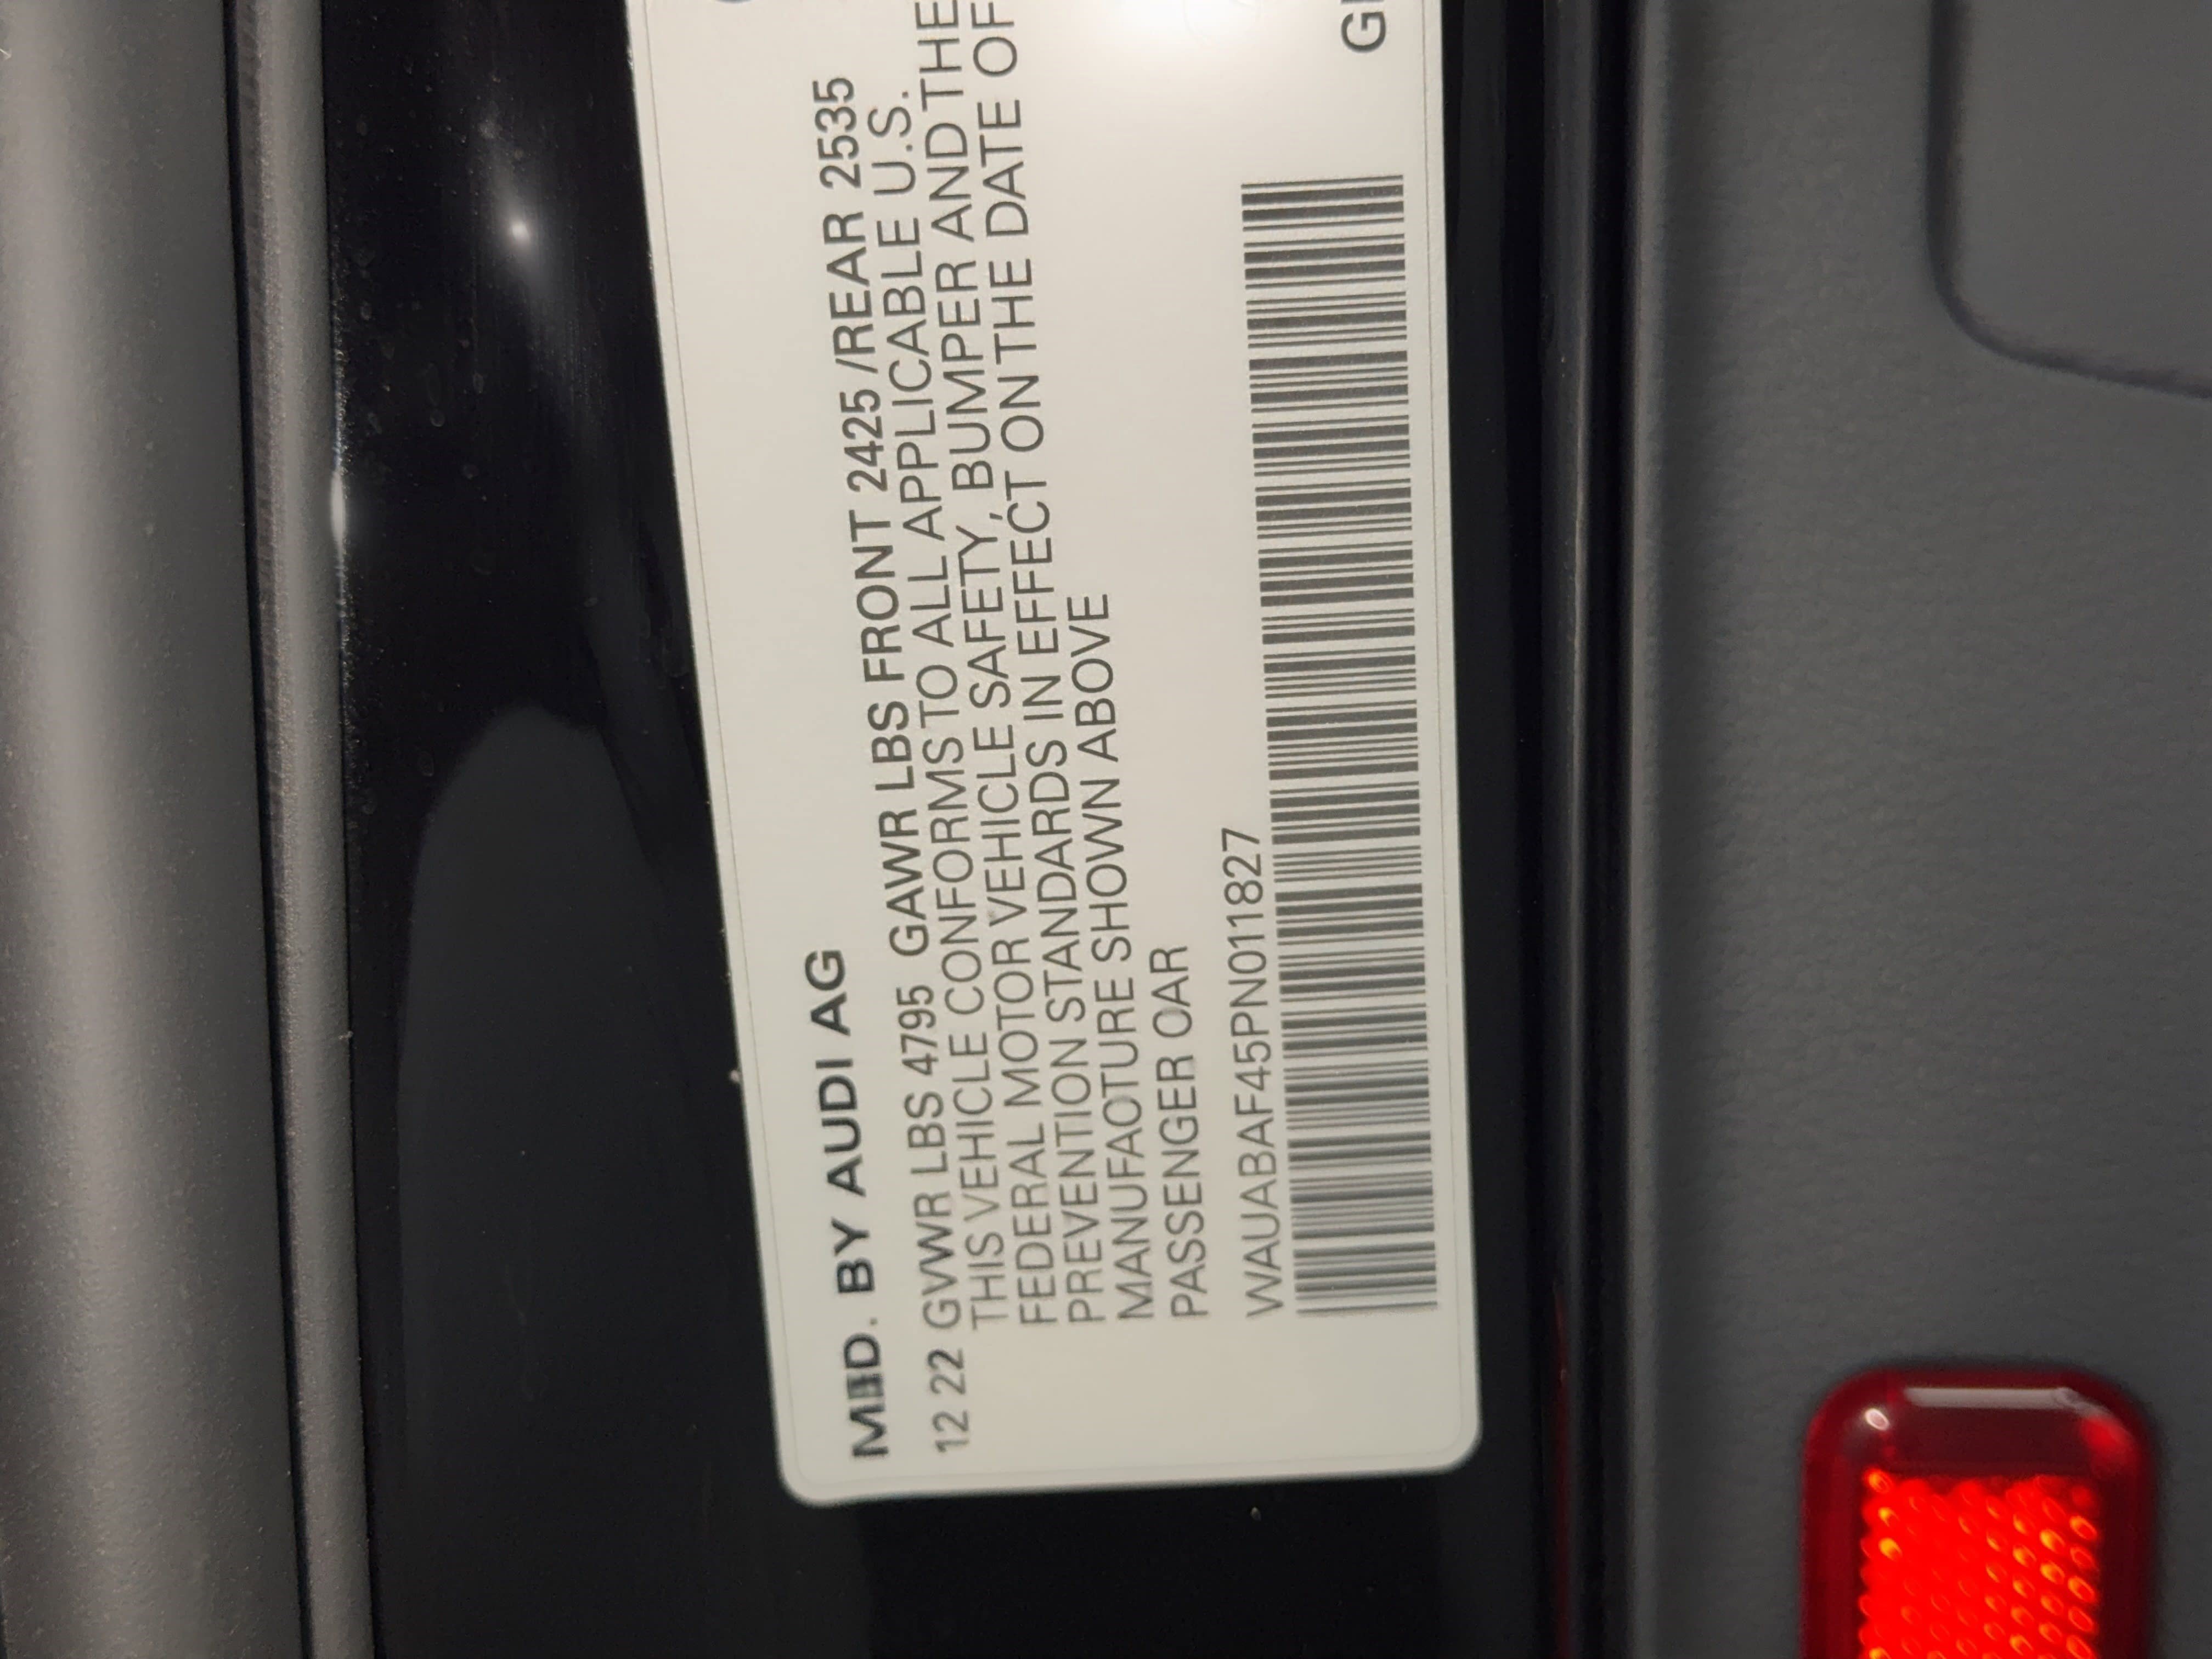 MFD. BY AUDI AG
12 22 GVWR LBS 4795 GAWR LBS FRONT 2425 /REAR 2535
THIS VEHICLE CONFORMS TO ALL APPLICABLE U.S.
FEDERAL MOTOR VEHICLE SAFETY, BUMPER AND THE
PREVENTION STANDARDS IN EFFECT ON THE DATE OF
MANUFACTURE SHOWN ABOVE
PASSENGER CAR
WAUABAF45PN011827